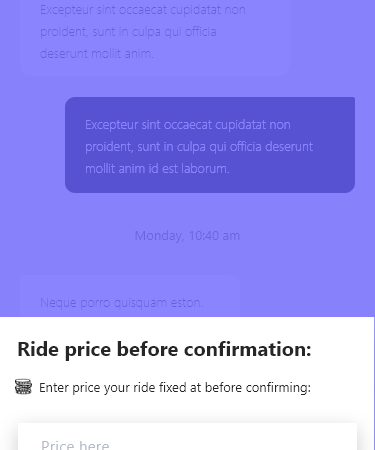 Excepteur sint occaecat cupidatat non
proident, sunt in culpa qui officia
deserunt mollit anim.
Excepteur sint occaecat cupidatat non
proident, sunt in culpa qui officia deserunt
mollit anim id est laborum.
Monday, 10:40 am
Neque porro quisquam eston.
Ride price before confirmation:
Enter price your ride fixed at before confirming:
Price here